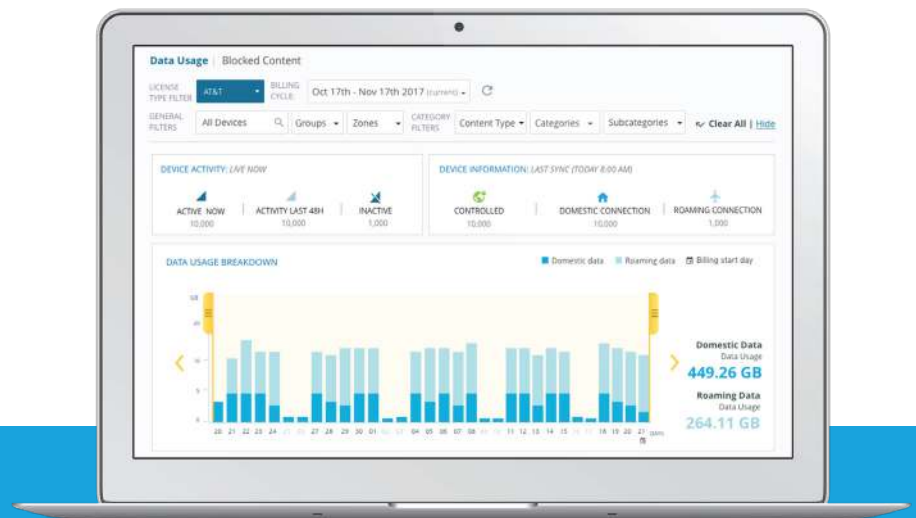 Data Usage | Blocked Content
LICENSE TYPE FILTER AT&T BILLING CYCLE: Oct 17th - Nov 17th 2017 (current)
GENERAL FILTERS All Devices Groups Zones CATEGORY FILTERS Content Type Categories Subcategories Clear All | Hide
DEVICE ACTIVITY: LIVE NOW
ACTIVE NOW ACTIVITY LAST 48H INACTIVE
10,000 10,000 1,000
DEVICE INFORMATION: LAST SYNC (TODAY 8:00 AM)
CONTROLLED DOMESTIC CONNECTION ROAMING CONNECTION
10,000 10,000 1,000
DATA USAGE BREAKDOWN
Domestic data Roaming data Billing start day
GB
20 21 22 23 24 27 28 29 30 01 04 05 06 07 08 11 12 13 14 15 18 19 20 21
Domestic Data
Data Usage
449.26 GB
Roaming Data
Data Usage
264.11 GB